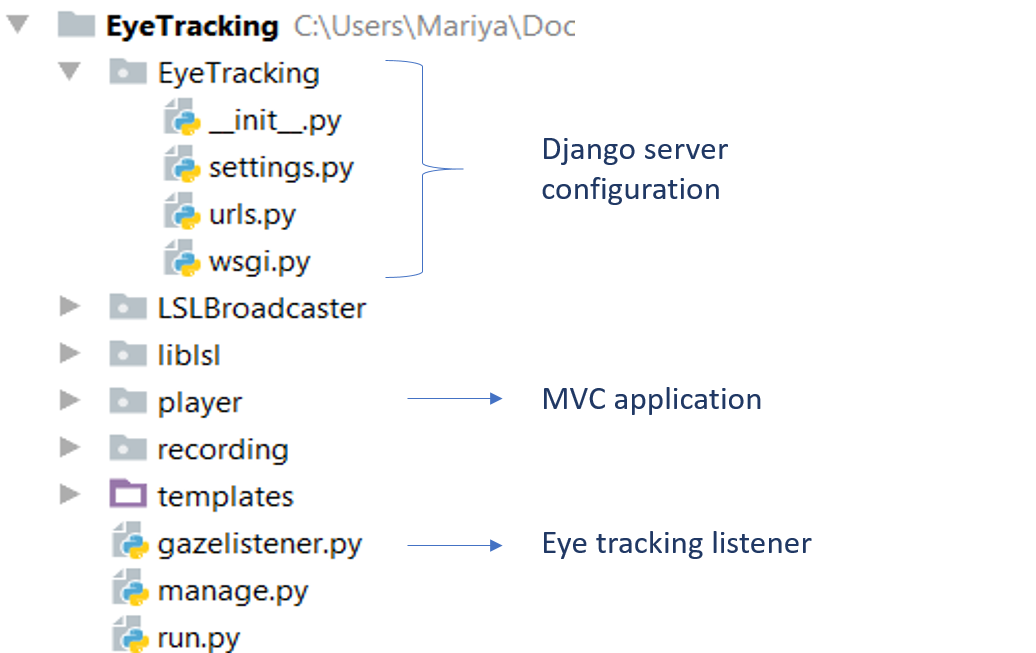 EyeTracking C:\Users\Mariya\Doc
EyeTracking
__init__.py
settings.py
urls.py
wsgi.py
Django server
configuration
LSLBroadcaster
liblsl
player
MVC application
recording
templates
gazelistener.py
Eye tracking listener
manage.py
run.py